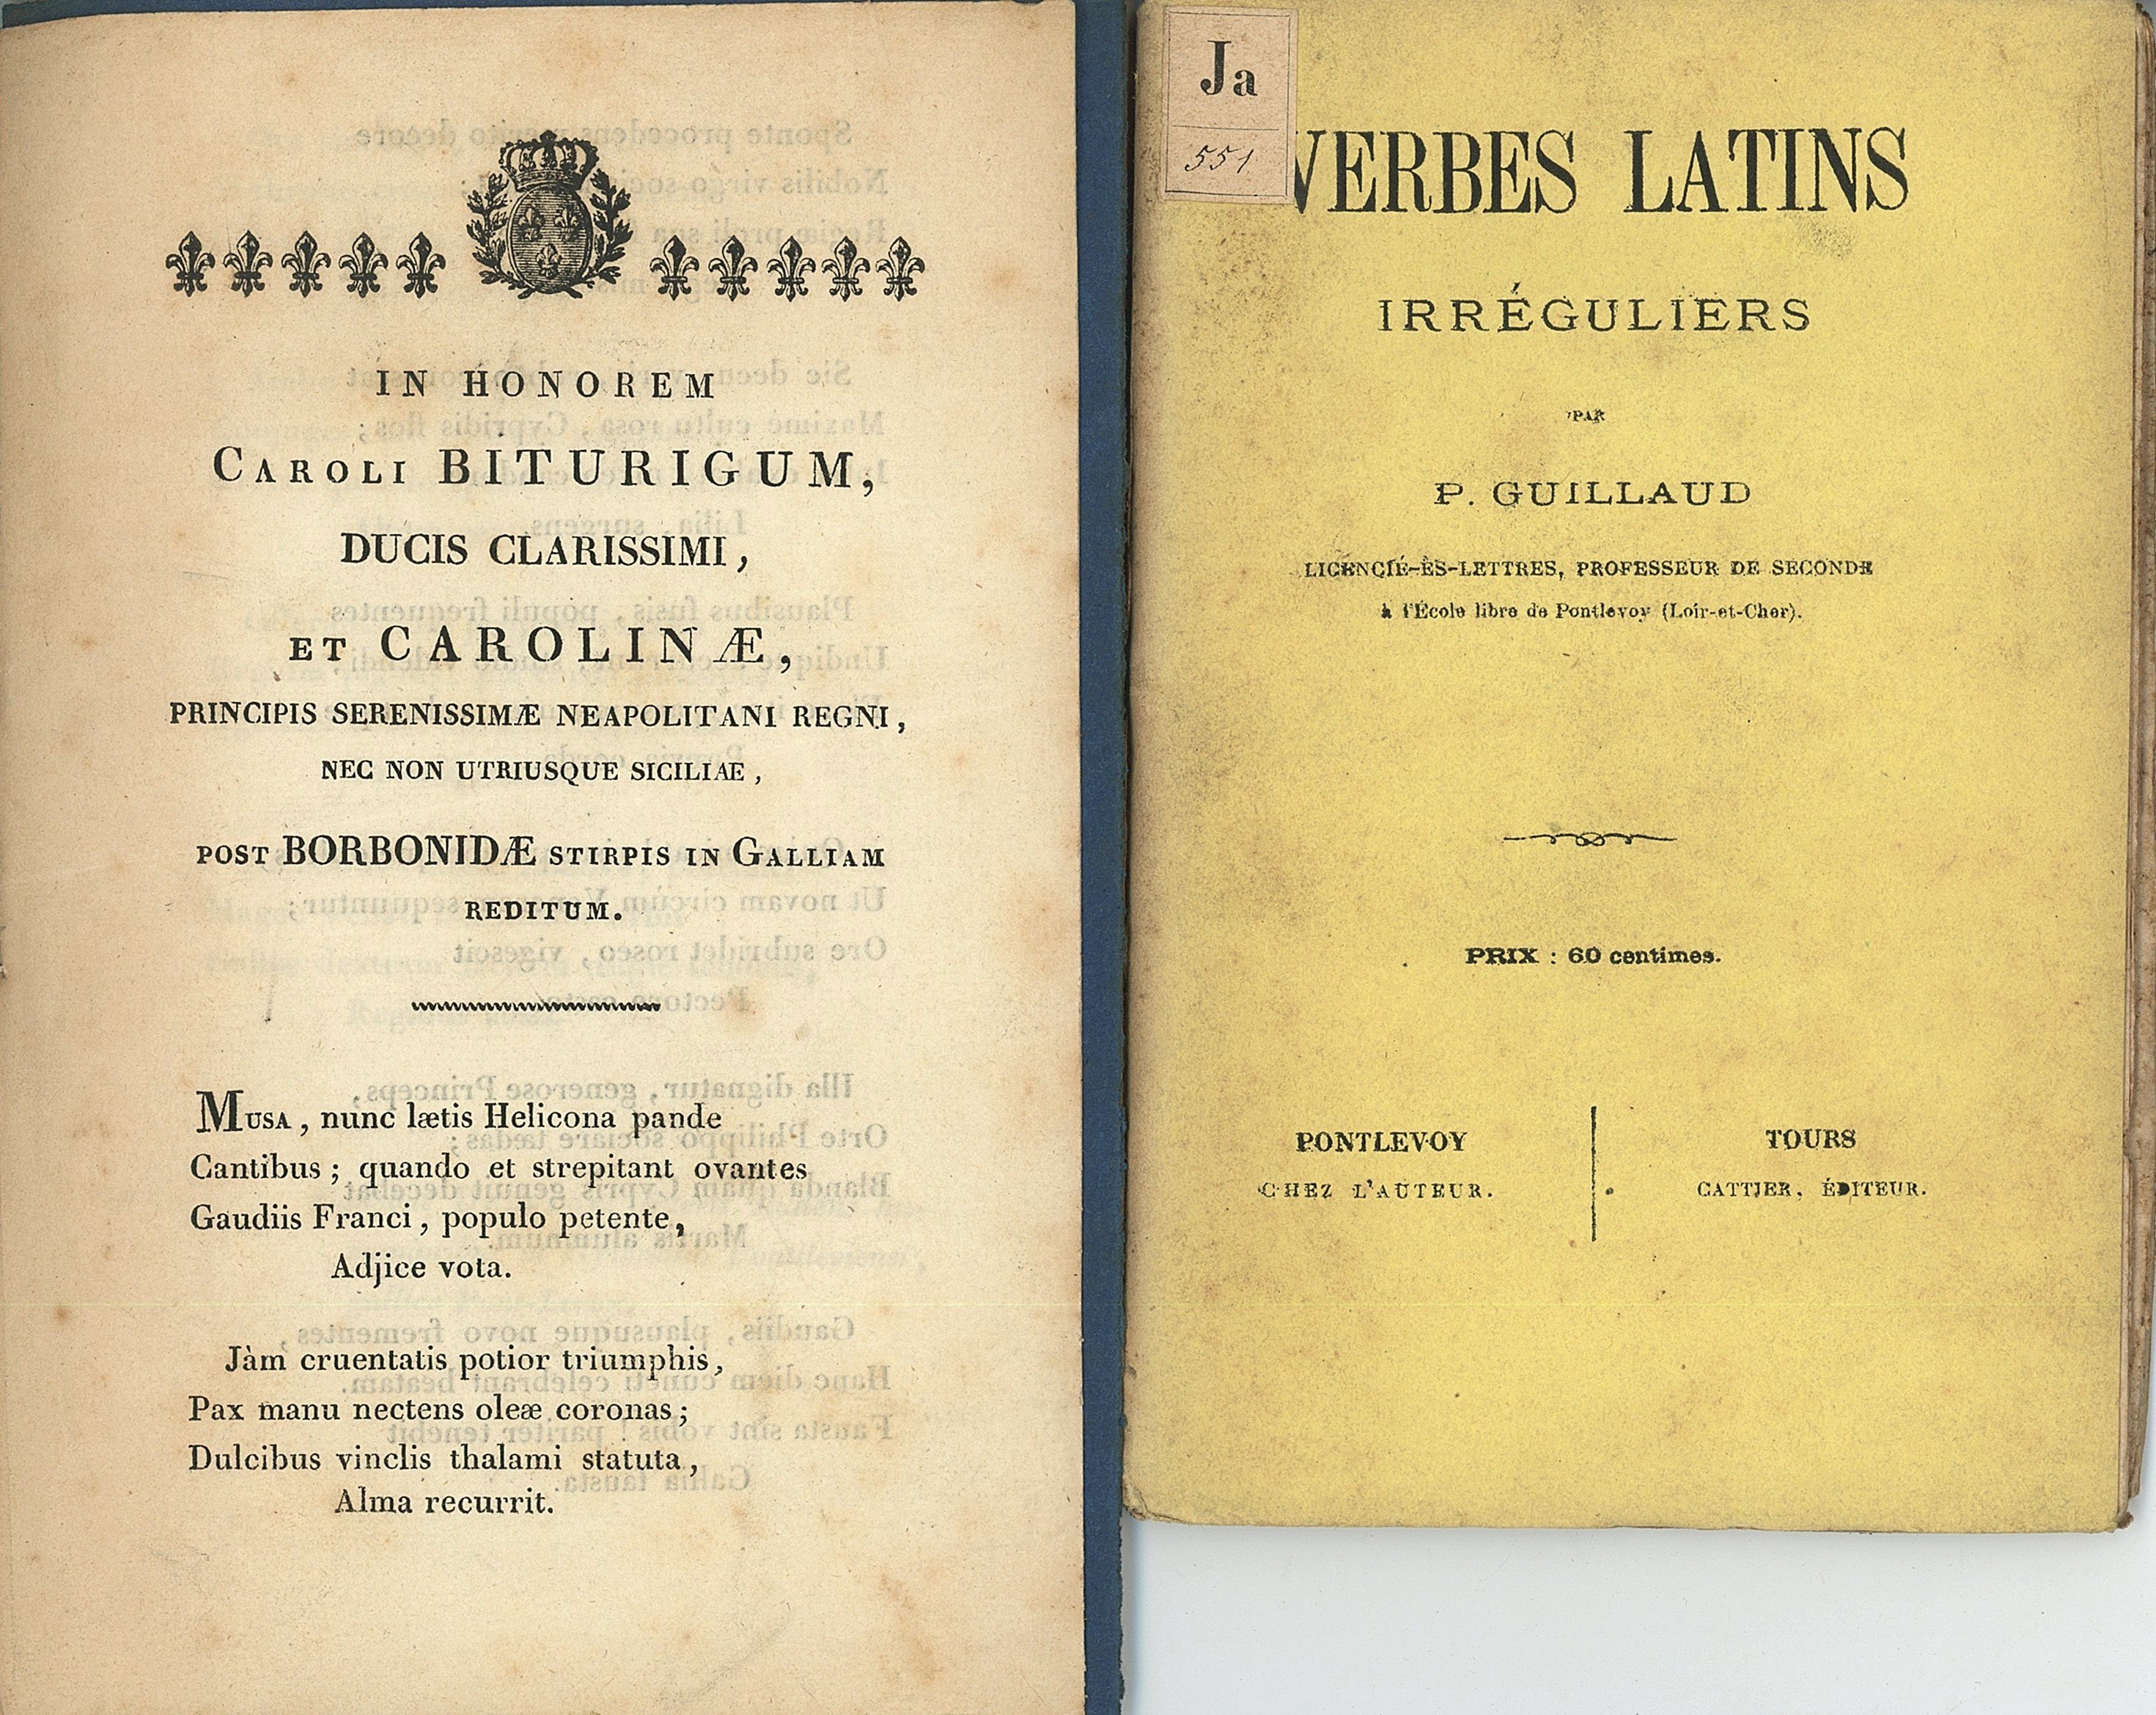 IN HONOREM
CAROLI BITURIGUM,
DUCIS CLARISSIMI,
ET CAROLINÆ,
PRINCIPIS SERENISSIMÆ NEAPOLITANI REGNI,
NEC NON UTRIUSQUE SICILIAE,
POST BORBONIDÆ STIRPIS IN GALLIAM
REDITUM.
MUSA, nunc lætis Helicona pande
Cantibus; quando et strepitant ovantes
Gaudiis Franci, populo petente,
Adjice vota.
Jàm cruentatis potior triumphis,
Pax manu nectens oleæ coronas;
Dulcibus vinclis thalami statuta,
Alma recurrit.
Ja
551
VERBES LATINS
IRRÉGULIERS
PAR
P. GUILLAUD
LICENCIÉ-ÈS-LETTRES, PROFESSEUR DE SECONDE
à l'École libre de Pontlevoy (Loir-et-Cher).
PRIX : 60 centimes.
PONTLEVOY
CHEZ L'AUTEUR.
TOURS
CATTIER, ÉDITEUR.